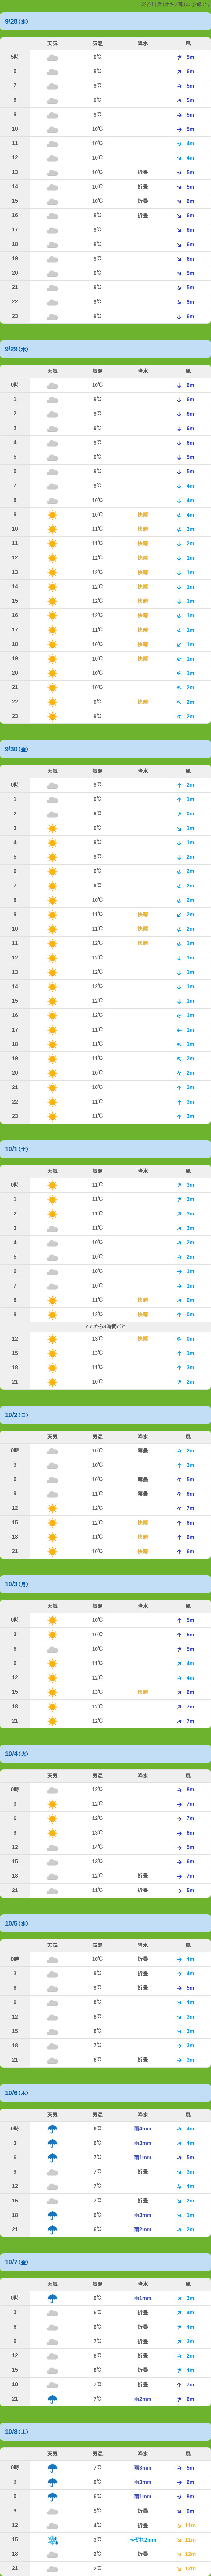 9/28(水)
天気 気温 降水 風
5時 9℃ 5m
6 9℃ 6m
7 9℃ 5m
8 9℃ 5m
9 9℃ 5m
10 10℃ 5m
11 10℃ 4m
12 10℃ 4m
13 10℃ 折畳 5m
14 10℃ 折畳 5m
15 10℃ 折畳 6m
16 9℃ 折畳 6m
17 9℃ 6m
18 9℃ 6m
19 9℃ 6m
20 9℃ 5m
21 9℃ 5m
22 9℃ 5m
23 9℃ 6m
9/29(木)
天気 気温 降水 風
0時 10℃ 6m
1 9℃ 6m
2 9℃ 6m
3 9℃ 6m
4 9℃ 6m
5 9℃ 5m
6 9℃ 5m
7 9℃ 4m
8 10℃ 4m
9 10℃ 快晴 4m
10 11℃ 快晴 3m
11 12℃ 快晴 2m
12 12℃ 快晴 1m
13 12℃ 快晴 1m
14 12℃ 快晴 1m
15 12℃ 快晴 1m
16 12℃ 快晴 1m
17 11℃ 快晴 1m
18 10℃ 快晴 1m
19 10℃ 快晴 1m
20 10℃ 1m
21 10℃ 2m
22 9℃ 快晴 2m
23 9℃ 2m
9/30(金)
天気 気温 降水 風
0時 9℃ 2m
1 9℃ 1m
2 9℃ 0m
3 9℃ 1m
4 9℃ 1m
5 9℃ 2m
6 9℃ 2m
7 9℃ 2m
8 10℃ 2m
9 11℃ 快晴 2m
10 11℃ 快晴 2m
11 12℃ 快晴 1m
12 12℃ 1m
13 12℃ 1m
14 12℃ 1m
15 12℃ 1m
16 12℃ 1m
17 11℃ 1m
18 11℃ 1m
19 11℃ 2m
20 10℃ 2m
21 10℃ 3m
22 11℃ 3m
23 11℃ 3m
10/1(土)
天気 気温 降水 風
0時 11℃ 3m
1 11℃ 3m
2 11℃ 3m
3 11℃ 3m
4 10℃ 2m
5 10℃ 2m
6 10℃ 1m
7 10℃ 1m
8 11℃ 快晴 0m
9 12℃ 快晴 0m
ここから3時間ごと
12 13℃ 快晴 0m
15 13℃ 1m
18 11℃ 3m
21 10℃ 2m
10/2(日)
天気 気温 降水 風
0時 10℃ 薄曇 2m
3 10℃ 3m
6 10℃ 薄曇 5m
9 11℃ 薄曇 6m
12 12℃ 7m
15 12℃ 快晴 6m
18 11℃ 快晴 6m
21 10℃ 快晴 6m
10/3(月)
天気 気温 降水 風
0時 10℃ 5m
3 10℃ 5m
6 10℃ 5m
9 11℃ 4m
12 12℃ 4m
15 13℃ 快晴 6m
18 12℃ 7m
21 12℃ 7m
10/4(火)
天気 気温 降水 風
0時 12℃ 8m
3 12℃ 7m
6 12℃ 7m
9 13℃ 6m
12 14℃ 5m
15 13℃ 6m
18 12℃ 折畳 7m
21 11℃ 折畳 5m
10/5(水)
天気 気温 降水 風
0時 10℃ 折畳 4m
3 9℃ 折畳 4m
6 9℃ 折畳 5m
9 8℃ 4m
12 8℃ 3m
15 8℃ 3m
18 7℃ 3m
21 6℃ 折畳 3m
10/6(木)
天気 気温 降水 風
0時 6℃ 雨4mm 4m
3 6℃ 雨3mm 4m
6 7℃ 雨1mm 5m
9 7℃ 折畳 3m
12 7℃ 4m
15 7℃ 折畳 2m
18 6℃ 雨3mm 1m
21 6℃ 雨2mm 2m
10/7(金)
天気 気温 降水 風
0時 6℃ 雨1mm 3m
3 6℃ 折畳 4m
6 6℃ 折畳 4m
9 7℃ 折畳 3m
12 8℃ 折畳 2m
15 8℃ 折畳 4m
18 7℃ 折畳 7m
21 7℃ 雨2mm 6m
10/8(土)
天気 気温 降水 風
0時 7℃ 雨3mm 5m
3 6℃ 雨3mm 6m
6 6℃ 雨1mm 8m
9 5℃ 折畳 9m
12 4℃ 折畳 11m
15 3℃ みぞれ2mm 11m
18 2℃ 折畳 12m
21 2℃ 12m